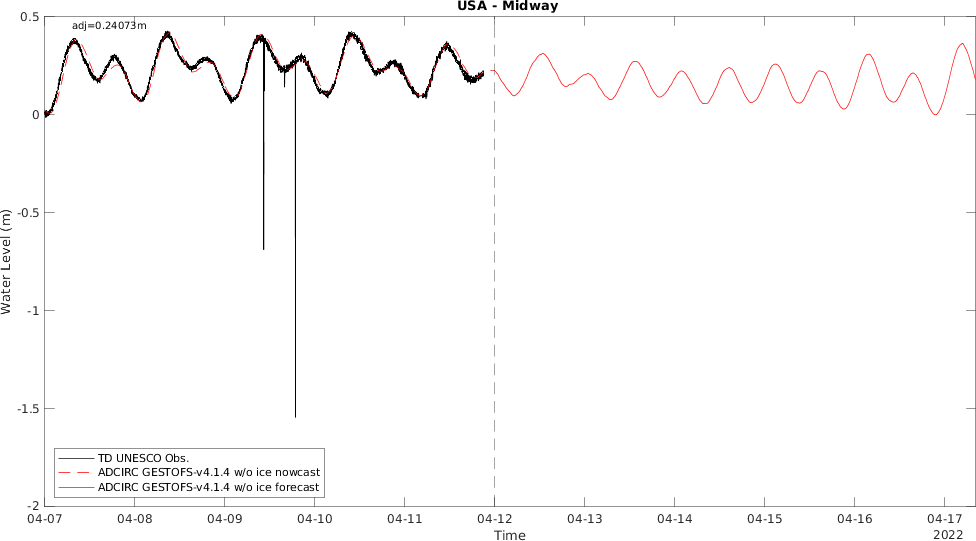 USA - Midway
adj=0.24073m
0.5
0
-0.5
-1
-1.5
-2
Water Level (m)
TD UNESCO Obs.
ADCIRC GESTOFS-v4.1.4 w/o ice nowcast
ADCIRC GESTOFS-v4.1.4 w/o ice forecast
04-07 04-08 04-09 04-10 04-11 04-12 04-13 04-14 04-15 04-16 04-17
Time
2022